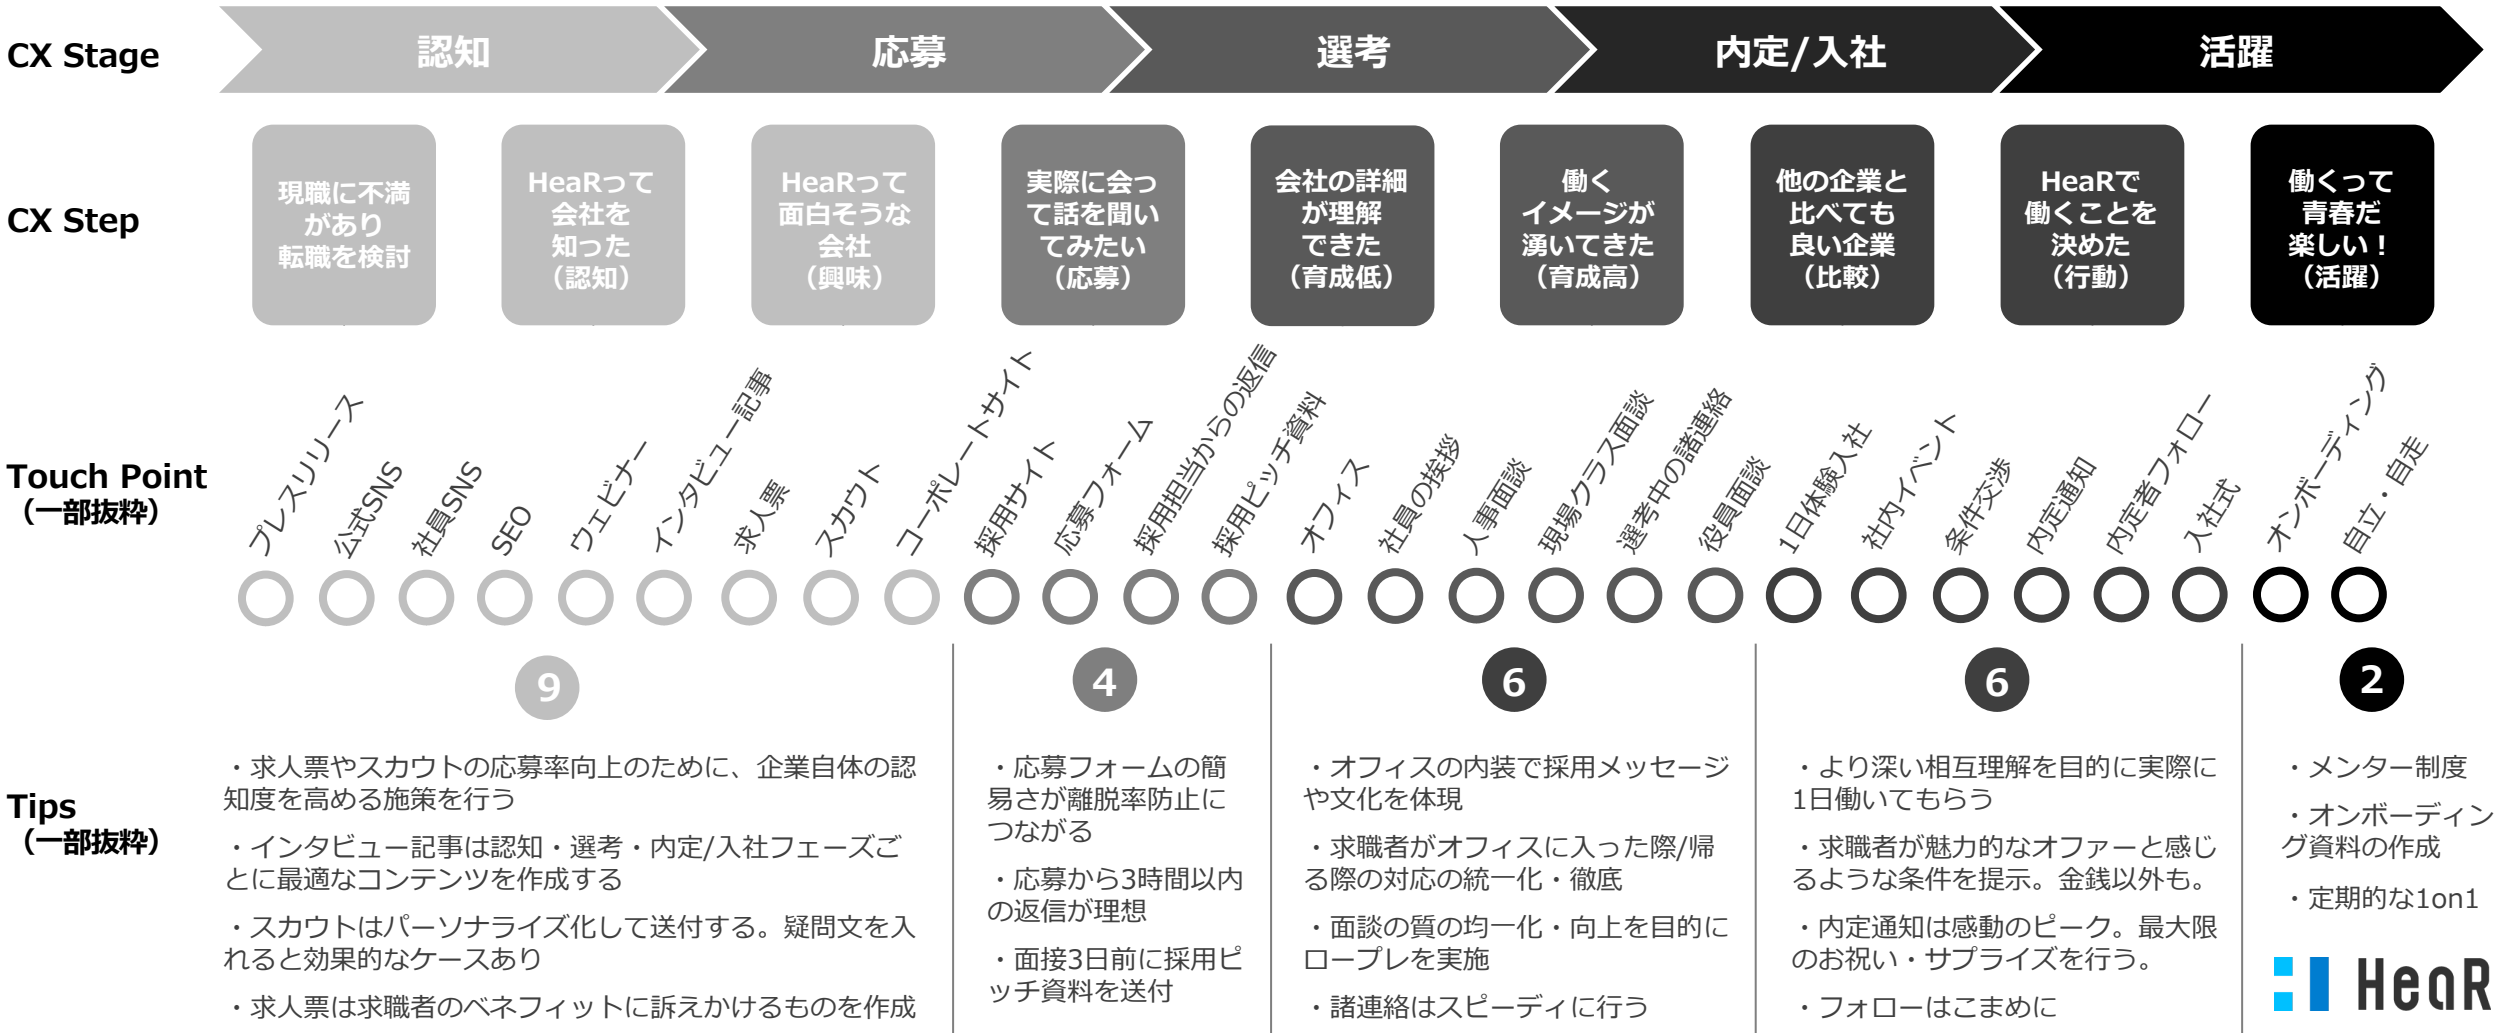 CX Stage
認知
応募
選考
内定/入社
活躍
CX Step
現職に不満
があり
転職を検討
HeaRって
会社を
知った
（認知）
HeaRって
面白そうな
会社
（興味）
実際に会っ
て話を聞い
てみたい
（応募）
会社の詳細
が理解
できた
（育成低）
働く
イメージが
湧いてきた
（育成高）
他の企業と
比べても
良い企業
（比較）
HeaRで
働くことを
決めた
（行動）
働くって
青春だ
楽しい！
（活躍）
Touch Point
（一部抜粋）
プレスリリース
公式SNS
社員SNS
SEO
ウェビナー
インタビュー記事
求人票
スカウト
コーポレートサイト
採用サイト
応募フォーム
採用担当からの返信
採用ピッチ資料
オフィス
社員の挨拶
人事面談
現場クラス面談
選考中の諸連絡
役員面談
1日体験入社
社内イベント
条件交渉
内定通知
内定者フォロー
入社式
オンボーディング
自立・自走
9
4
6
6
2
Tips
（一部抜粋）
・求人票やスカウトの応募率向上のために、企業自体の認
知度を高める施策を行う
・インタビュー記事は認知・選考・内定/入社フェーズご
とに最適なコンテンツを作成する
・スカウトはパーソナライズ化して送付する。疑問文を入
れると効果的なケースあり
・求人票は求職者のベネフィットに訴えかけるものを作成
・応募フォームの簡
易さが離脱率防止に
つながる
・応募から3時間以内
の返信が理想
・面接3日前に採用ピ
ッチ資料を送付
・オフィスの内装で採用メッセージ
や文化を体現
・求職者がオフィスに入った際/帰
る際の対応の統一化・徹底
・面談の質の均一化・向上を目的に
ロープレを実施
・諸連絡はスピーディに行う
・より深い相互理解を目的に実際に
1日働いてもらう
・求職者が魅力的なオファーと感じ
るような条件を提示。金銭以外も。
・内定通知は感動のピーク。最大限
のお祝い・サプライズを行う。
・フォローはこまめに
・メンター制度
・オンボーディン
グ資料の作成
・定期的な1on1
HeaR